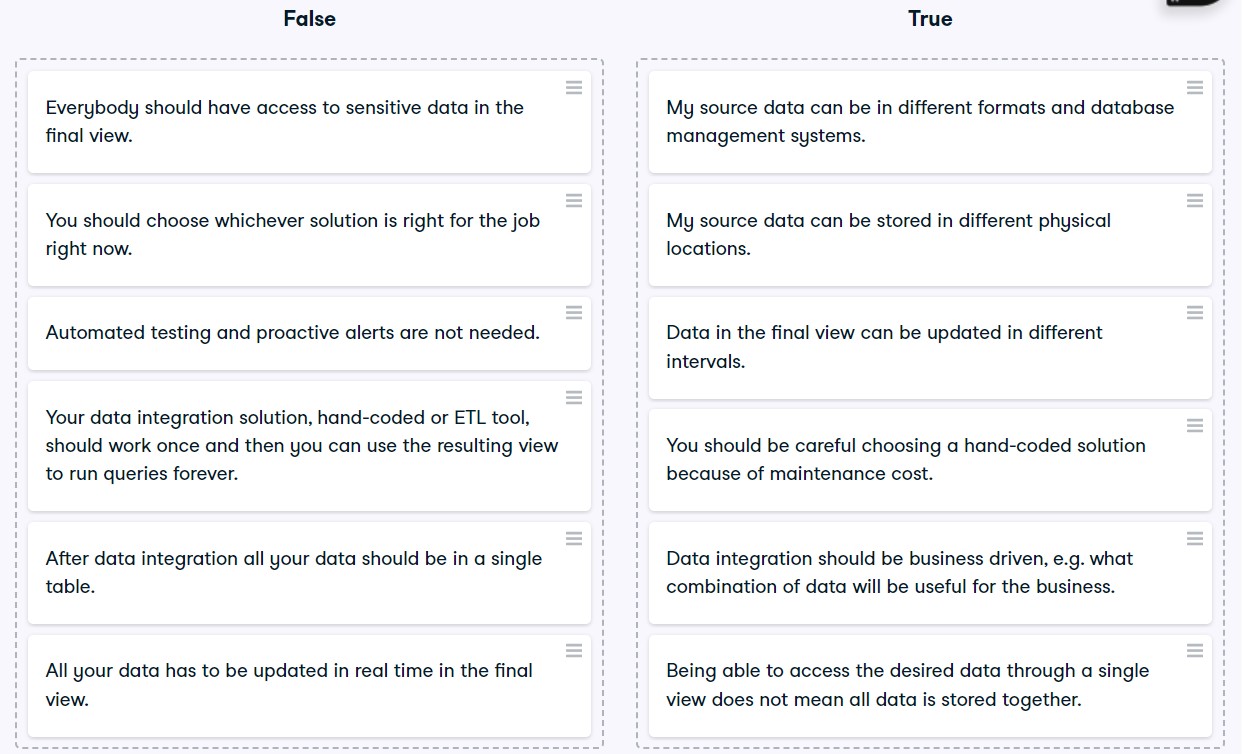 False
Everybody should have access to sensitive data in the
final view.
You should choose whichever solution is right for the job
right now.
Automated testing and proactive alerts are not needed.
Your data integration solution, hand-coded or ETL tool,
should work once and then you can use the resulting view
to run queries forever.
After data integration all your data should be in a single
table.
All your data has to be updated in real time in the final
view.
True
My source data can be in different formats and database
management systems.
My source data can be stored in different physical
locations.
Data in the final view can be updated in different
intervals.
You should be careful choosing a hand-coded solution
because of maintenance cost.
Data integration should be business driven, e.g. what
combination of data will be useful for the business.
Being able to access the desired data through a single
view does not mean all data is stored together.